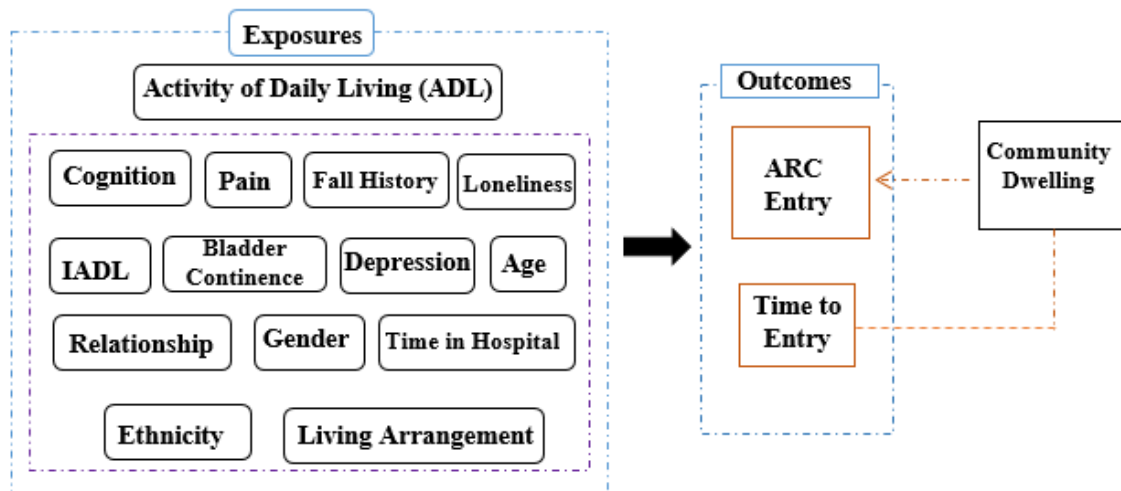 Exposures
Activity of Daily Living (ADL)
Cognition
Pain
Fall History
Loneliness
IADL
Bladder
Continence
Depression
Age
Relationship
Gender
Time in Hospital
Ethnicity
Living Arrangement
Outcomes
ARC
Entry
Time to
Entry
Community
Dwelling